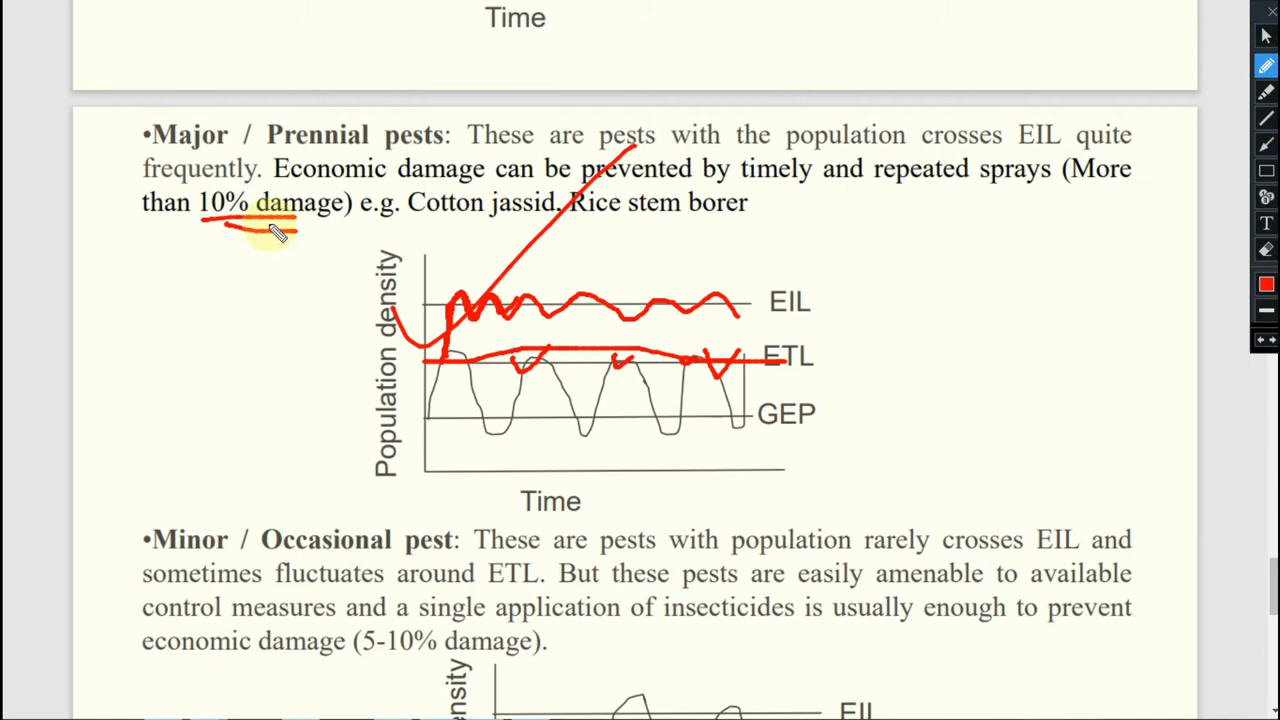 Time
•Major / Prennial pests: These are pests with the population crosses EIL quite
frequently. Economic damage can be prevented by timely and repeated sprays (More
than 10% damage) e.g. Cotton jassid, Rice stem borer
Population density
EIL
ETL
GEP
Time
•Minor / Occasional pest: These are pests with population rarely crosses EIL and
sometimes fluctuates around ETL. But these pests are easily amenable to available
control measures and a single application of insecticides is usually enough to prevent
economic damage (5-10% damage).
ensity
EIL
T